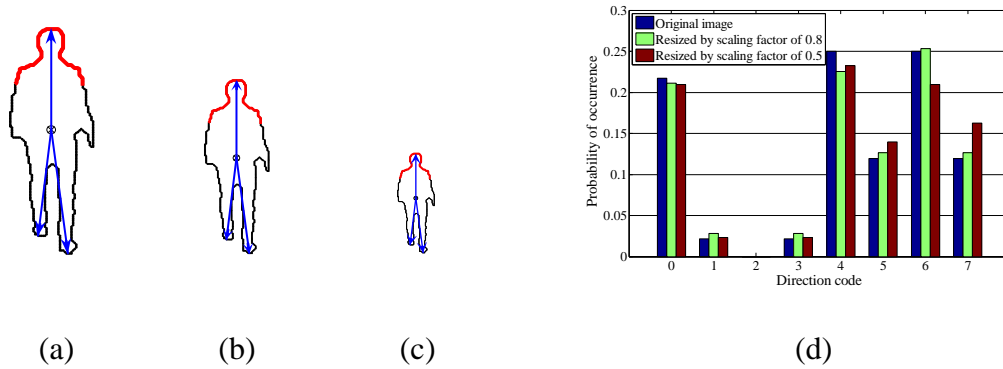 Original image
Resized by scaling factor of 0.8
Resized by scaling factor of 0.5
0.3
0.25
0.2
0.15
0.1
0.05
0
Probability of occurrence
0 1 2 3 4 5 6 7
Direction code
(a) (b) (c) (d)